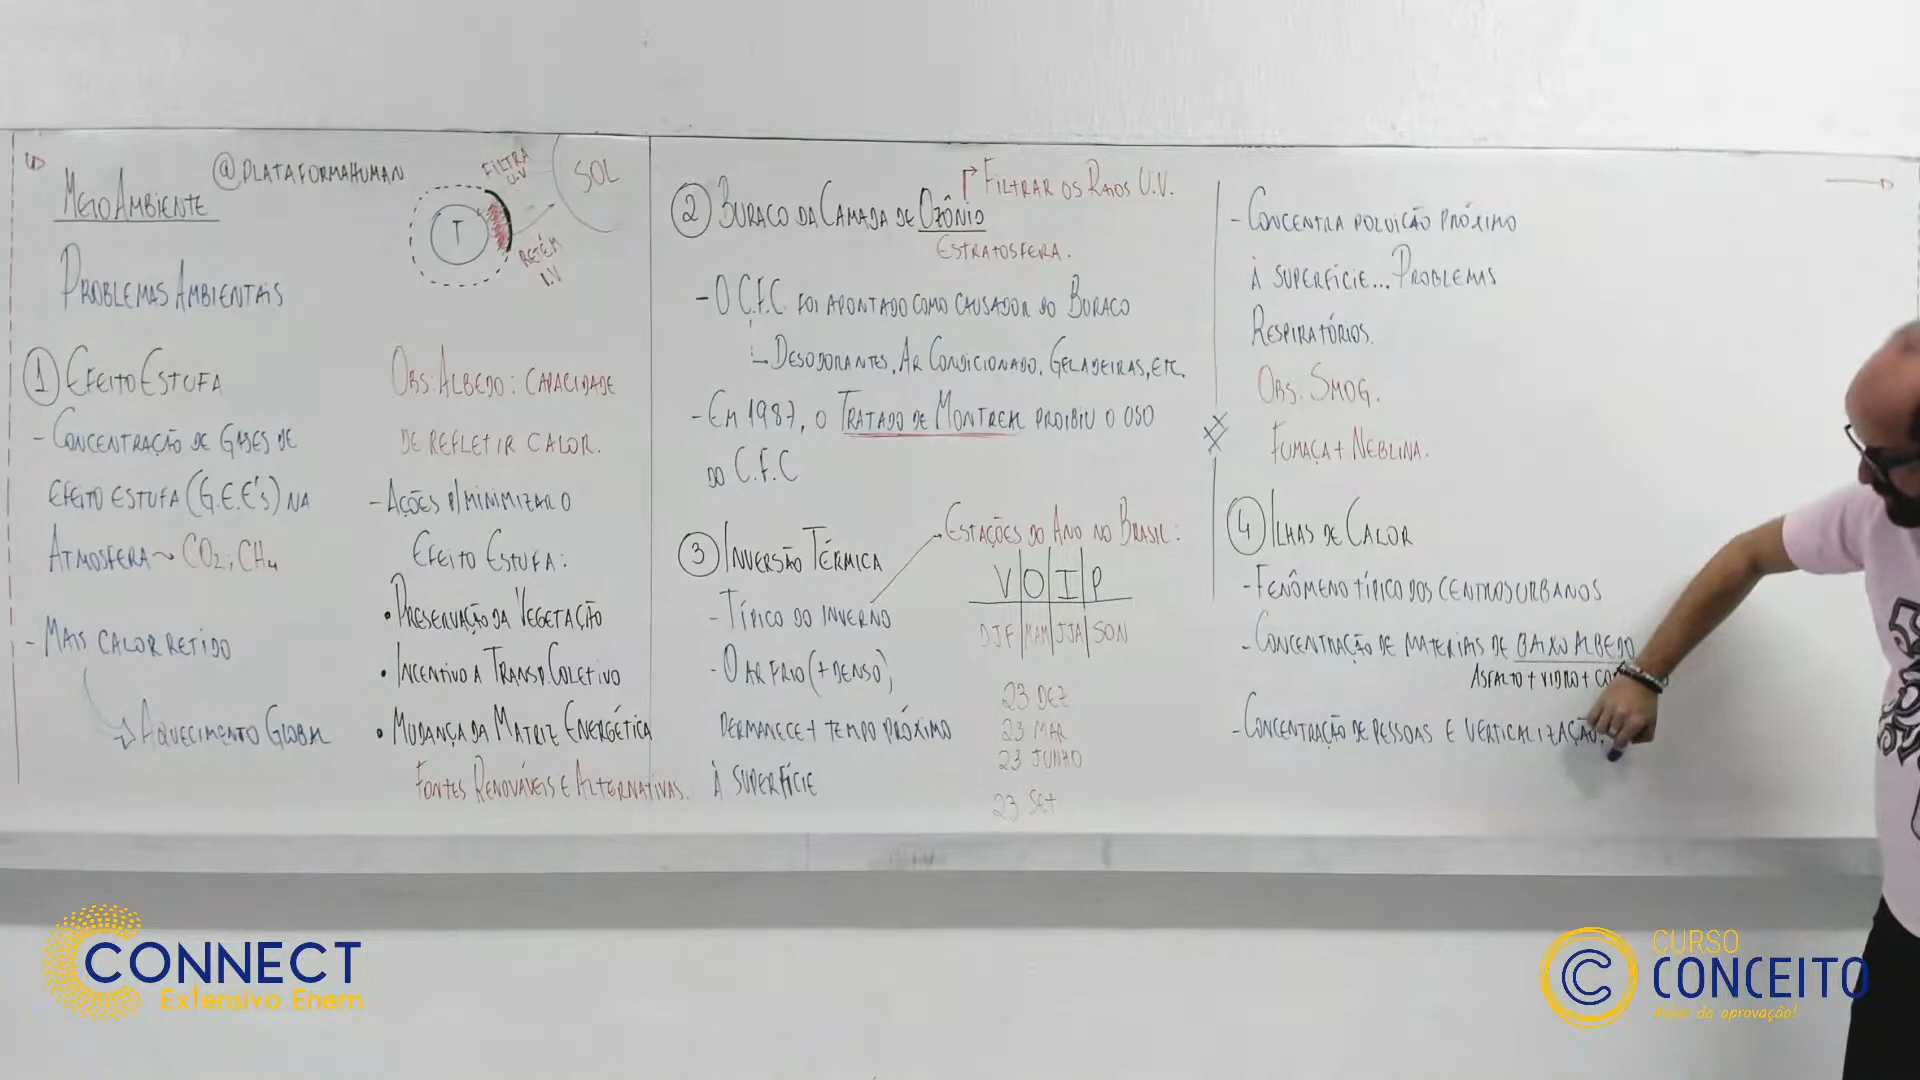 MEIO AMBIENTE
@PLATAFORMAHUMAN
PROBLEMAS AMBIENTAIS
FILTRA
U.V
SOL
T
RETÉM
I.V
① EFEITO ESTUFA
- CONCENTRAÇÃO DE GASES DE
EFEITO ESTUFA (G.E.E's) NA
ATMOSFERA ~ CO2; CH4
- MAIS CALOR RETIDO
AQUECIMENTO GLOBAL
OBS: ALBEDO: CAPACIDADE
DE REFLETIR CALOR.
- AÇÕES P/ MINIMIZAR O
EFEITO ESTUFA:
• PRESERVAÇÃO DA VEGETAÇÃO
• INCENTIVO A TRANSP. COLETIVO
• MUDANÇA DA MATRIZ ENERGÉTICA
FONTES RENOVÁVEIS E ALTERNATIVAS.
② BURACO DA CAMADA DE OZÔNIO
FILTRAR OS RAIOS U.V.
ESTRATOSFERA.
- O C.F.C. FOI APONTADO COMO CAUSADOR DO BURACO
DESODORANTES, AR CONDICIONADO, GELADEIRAS, ETC.
- EM 1987, O TRATADO DE MONTREAL PROIBIU O USO
DO C.F.C
③ INVERSÃO TÉRMICA
- TÍPICO DO INVERNO
- O AR FRIO (+ DENSO)
PERMANECE + TEMPO PRÓXIMO
À SUPERFÍCIE
ESTAÇÕES DO ANO NO BRASIL:
V|O|I|P
DJF|MAM|JJA|SON
23 DEZ
23 MAR
23 JUNHO
23 SET
- CONCENTRA POLUIÇÃO PRÓXIMO
À SUPERFÍCIE... PROBLEMAS
RESPIRATÓRIOS.
OBS. SMOG.
FUMAÇA + NEBLINA.
④ ILHAS DE CALOR
- FENÔMENO TÍPICO DOS CENTROS URBANOS
- CONCENTRAÇÃO DE MATERIAIS DE BAIXO ALBEDO
ASFALTO + VIDRO + CO
- CONCENTRAÇÃO DE PESSOAS E VERTICALIZAÇÃO.
CONNECT
Extensivo Enem
CURSO
CONCEITO
da aprovação!